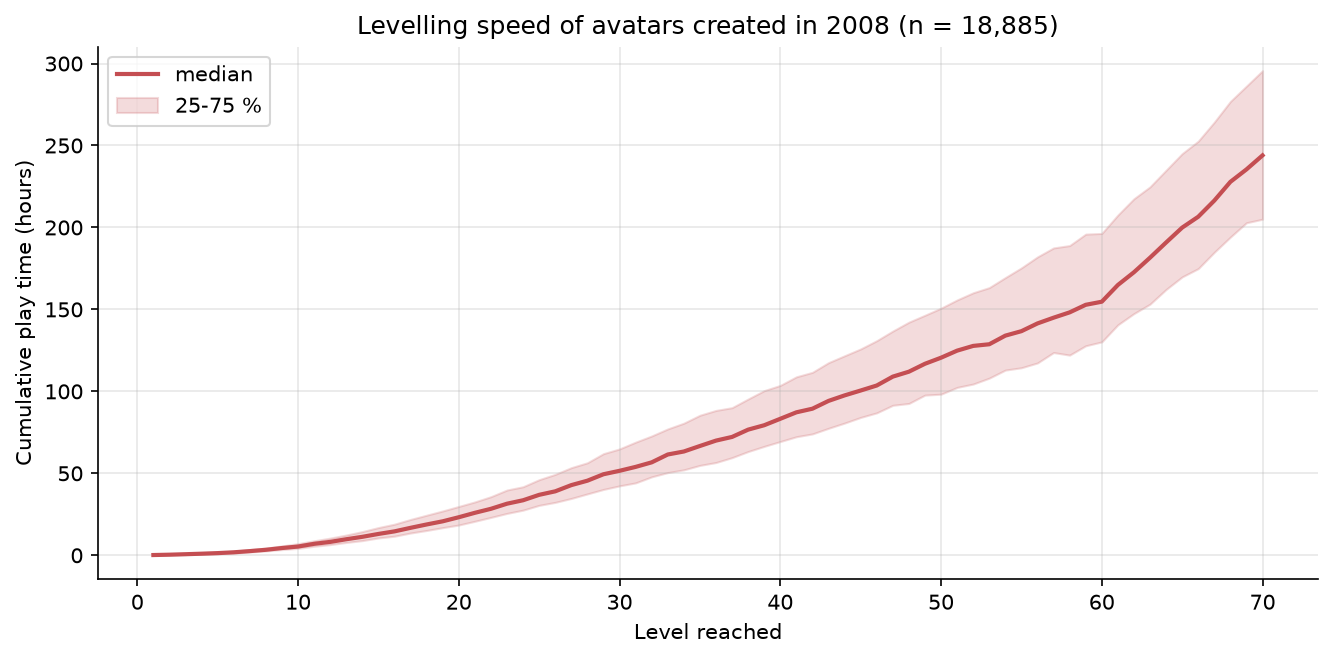 Levelling speed of avatars created in 2008 (n = 18,885)
median
25-75 %
Cumulative play time (hours)
300
250
200
150
100
50
0
0 10 20 30 40 50 60 70
Level reached